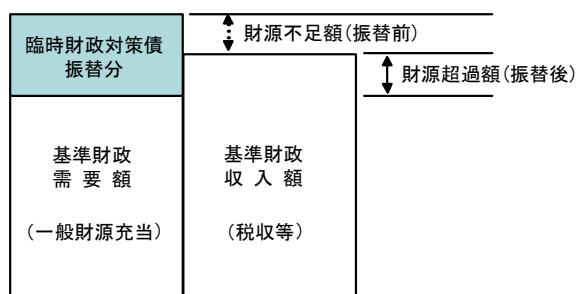 臨時財政対策債
振替分
財源不足額(振替前)
財源超過額(振替後)
基準財政
需要額
(一般財源充当)
基準財政
収入額
(税収等)